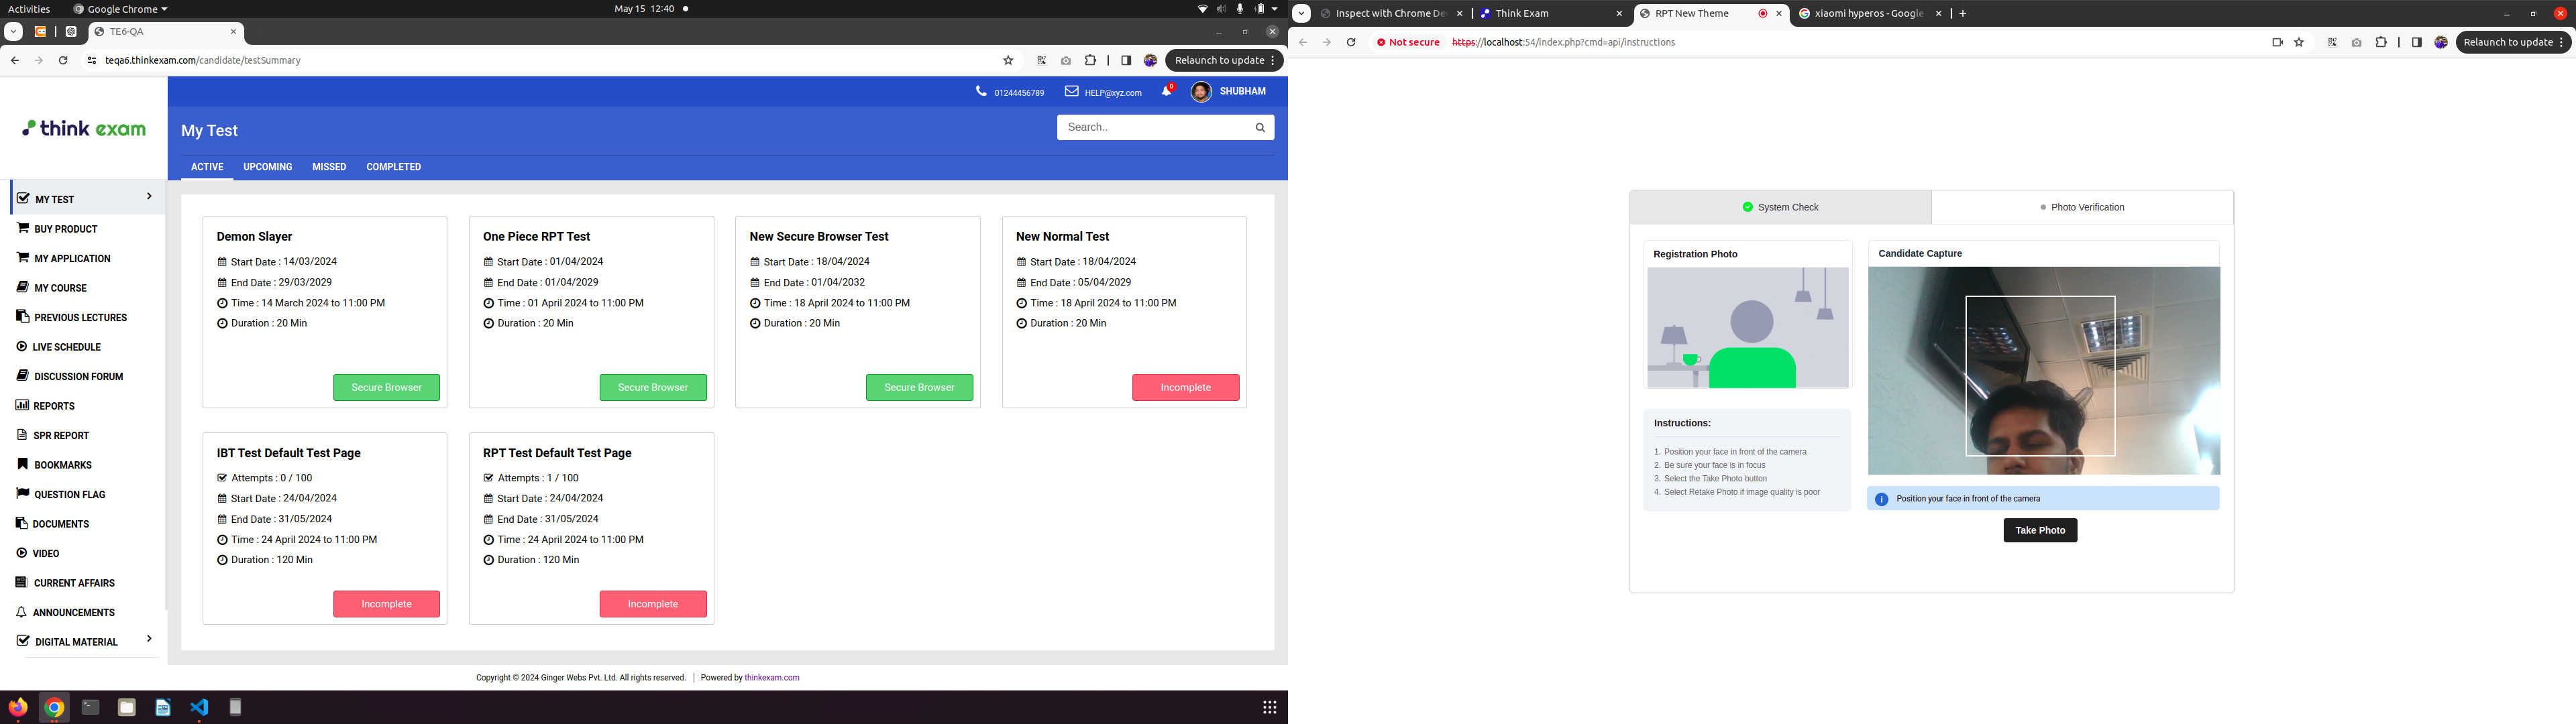 Activities
Google Chrome
May 15 12:40
TE6-QA
teqa6.thinkexam.com/candidate/testSummary
Relaunch to update
think exam
01244456789
HELP@xyz.com
0
SHUBHAM
My Test
Search..
ACTIVE
UPCOMING
MISSED
COMPLETED
MY TEST
BUY PRODUCT
MY APPLICATION
MY COURSE
PREVIOUS LECTURES
LIVE SCHEDULE
DISCUSSION FORUM
REPORTS
SPR REPORT
BOOKMARKS
QUESTION FLAG
DOCUMENTS
VIDEO
CURRENT AFFAIRS
ANNOUNCEMENTS
DIGITAL MATERIAL
Demon Slayer
Start Date : 14/03/2024
End Date : 29/03/2029
Time : 14 March 2024 to 11:00 PM
Duration : 20 Min
Secure Browser
One Piece RPT Test
Start Date : 01/04/2024
End Date : 01/04/2029
Time : 01 April 2024 to 11:00 PM
Duration : 20 Min
Secure Browser
New Secure Browser Test
Start Date : 18/04/2024
End Date : 01/04/2032
Time : 18 April 2024 to 11:00 PM
Duration : 20 Min
Secure Browser
New Normal Test
Start Date : 18/04/2024
End Date : 05/04/2029
Time : 18 April 2024 to 11:00 PM
Duration : 20 Min
Incomplete
IBT Test Default Test Page
Attempts : 0 / 100
Start Date : 24/04/2024
End Date : 31/05/2024
Time : 24 April 2024 to 11:00 PM
Duration : 120 Min
Incomplete
RPT Test Default Test Page
Attempts : 1 / 100
Start Date : 24/04/2024
End Date : 31/05/2024
Time : 24 April 2024 to 11:00 PM
Duration : 120 Min
Incomplete
Copyright © 2024 Ginger Webs Pvt. Ltd. All rights reserved. | Powered by thinkexam.com
Inspect with Chrome De
Think Exam
RPT New Theme
xiaomi hyperos - Google
Not secure
https://localhost:54/index.php?cmd=api/instructions
Relaunch to update
System Check
Photo Verification
Registration Photo
Instructions:
1. Position your face in front of the camera
2. Be sure your face is in focus
3. Select the Take Photo button
4. Select Retake Photo if image quality is poor
Candidate Capture
Position your face in front of the camera
Take Photo